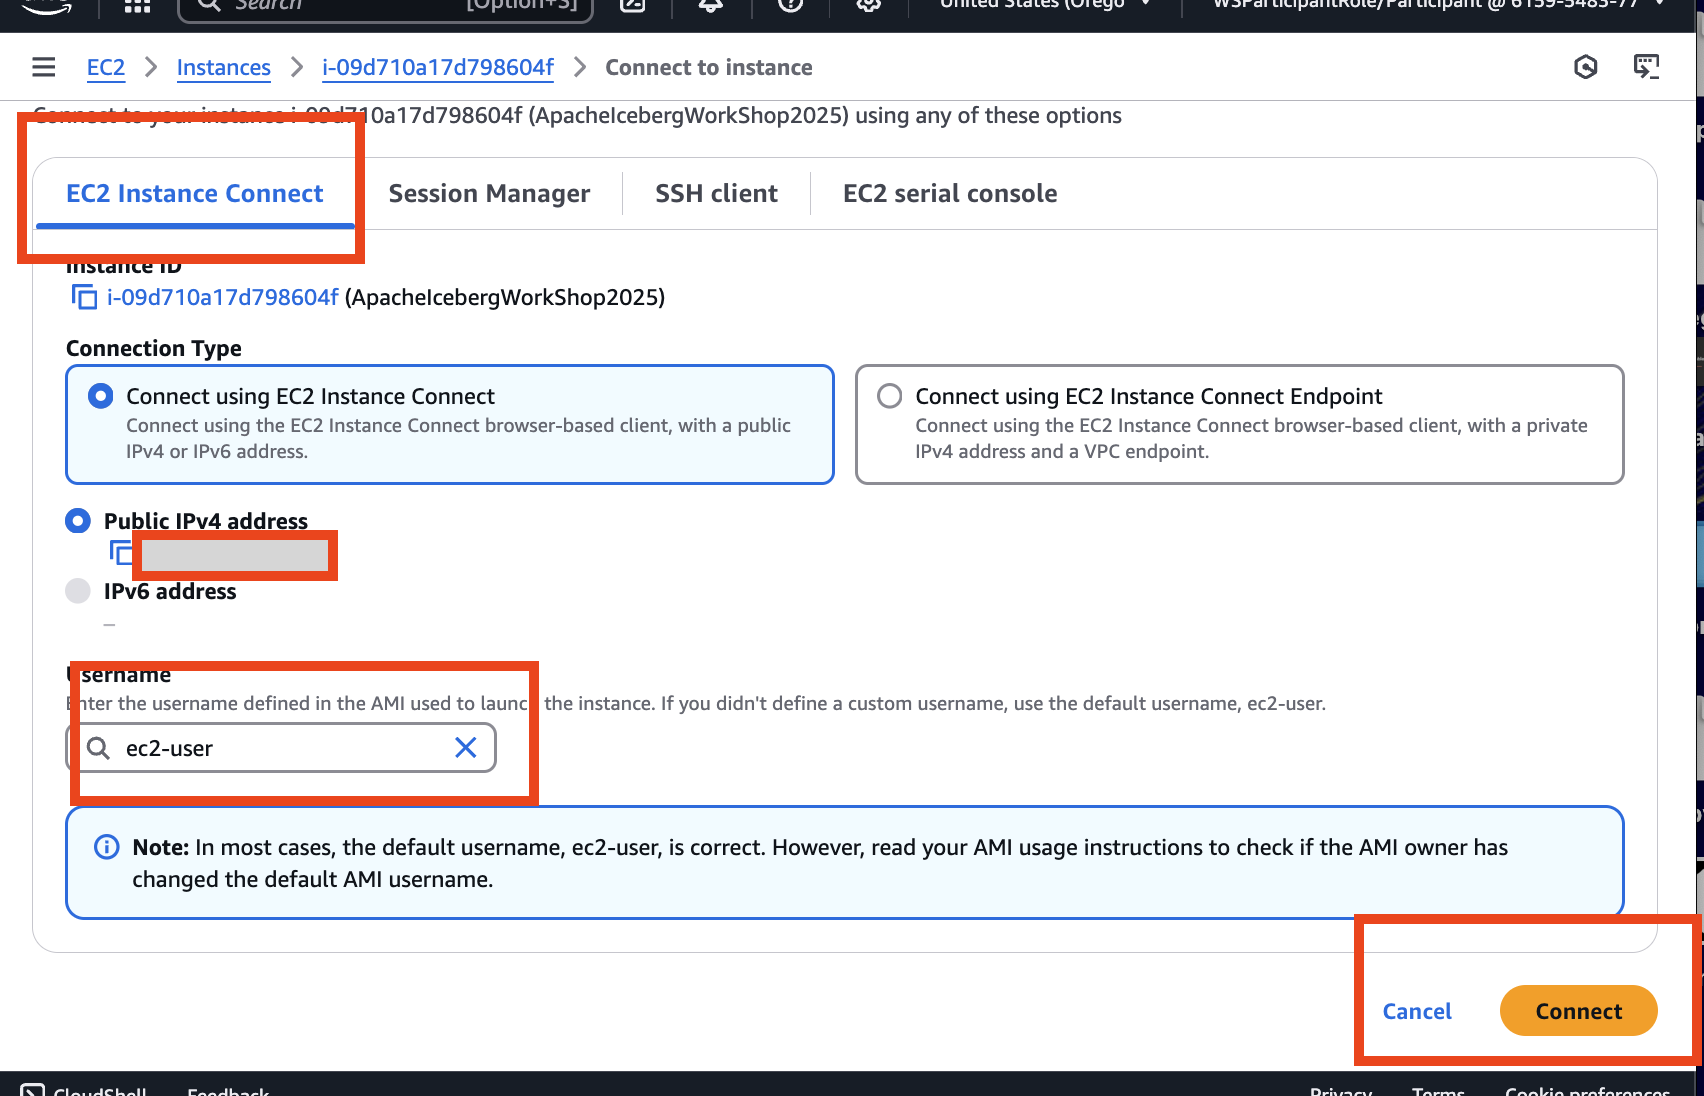 Search [Option+S] United States (Orego WSParticipantRole/Participant @ 6159-5483-77
EC2 Instances i-09d710a17d798604f Connect to instance
Connect to your instance i-09d710a17d798604f (ApacheIcebergWorkShop2025) using any of these options
EC2 Instance Connect Session Manager SSH client EC2 serial console
Instance ID
i-09d710a17d798604f (ApacheIcebergWorkShop2025)
Connection Type
Connect using EC2 Instance Connect
Connect using the EC2 Instance Connect browser-based client, with a public
IPv4 or IPv6 address.
Connect using EC2 Instance Connect Endpoint
Connect using the EC2 Instance Connect browser-based client, with a private
IPv4 address and a VPC endpoint.
Public IPv4 address
IPv6 address
–
Username
Enter the username defined in the AMI used to launch the instance. If you didn't define a custom username, use the default username, ec2-user.
ec2-user
Note: In most cases, the default username, ec2-user, is correct. However, read your AMI usage instructions to check if the AMI owner has
changed the default AMI username.
Cancel Connect
CloudShell Feedback Privacy Terms Cookie preferences